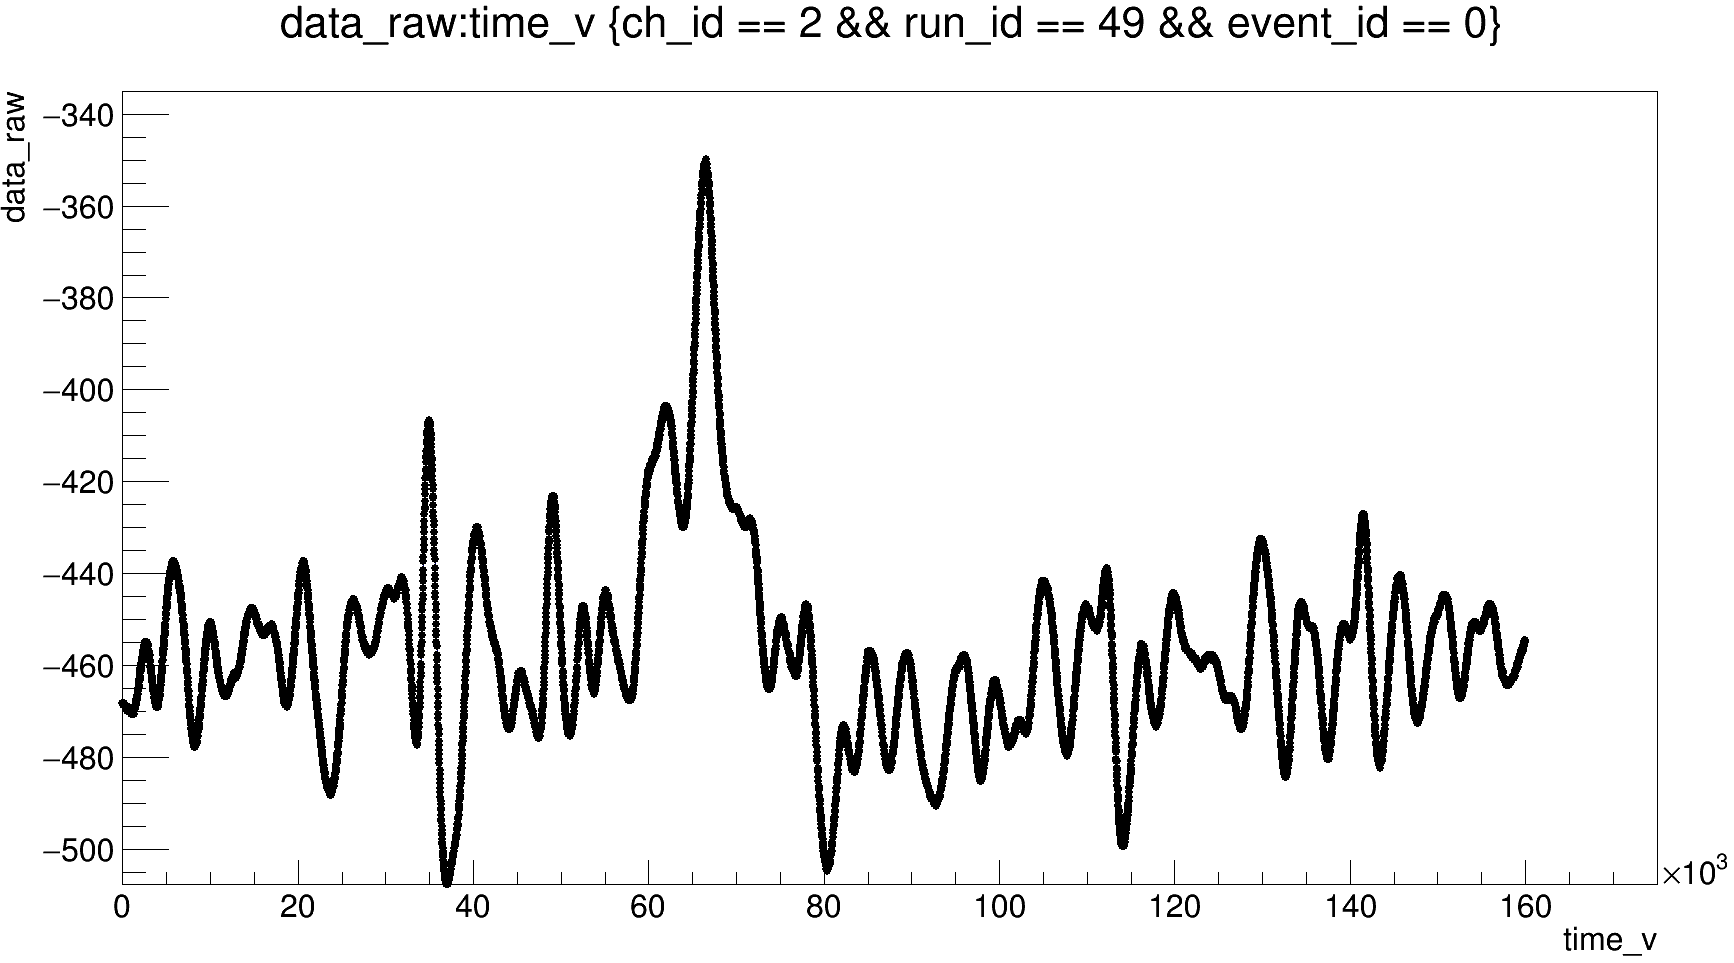 data_raw:time_v {ch_id == 2 && run_id == 49 && event_id == 0}
data_raw
−340
−360
−380
−400
−420
−440
−460
−480
−500
0 20 40 60 80 100 120 140 160
×10³
time_v